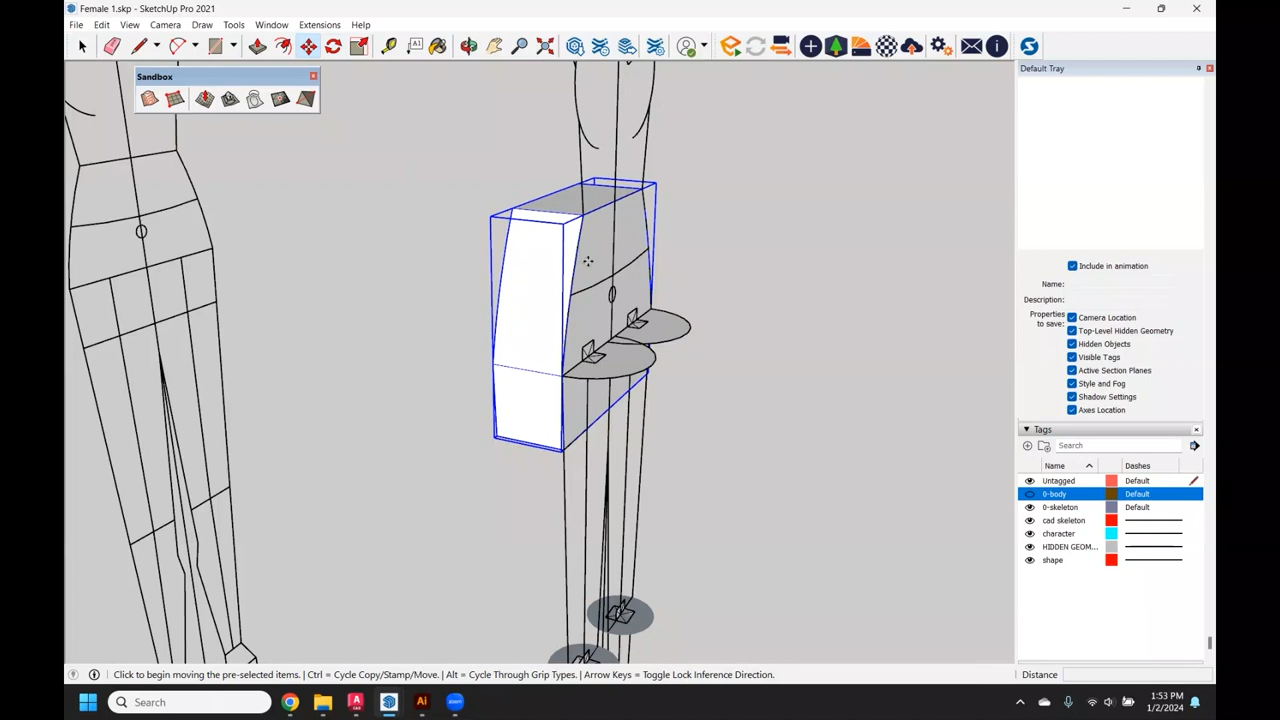 Female 1.skp - SketchUp Pro 2021
File Edit View Camera Draw Tools Window Extensions Help
Sandbox
Default Tray
Include in animation
Name:
Description:
Properties to save:
Camera Location
Top-Level Hidden Geometry
Hidden Objects
Visible Tags
Active Section Planes
Style and Fog
Shadow Settings
Axes Location
Tags
Search
Name Dashes
Untagged Default
0-body Default
0-skeleton Default
cad skeleton
character
HIDDEN GEOM...
shape
Click to begin moving the pre-selected items. | Ctrl = Cycle Copy/Stamp/Move. | Alt = Cycle Through Grip Types. | Arrow Keys = Toggle Lock Inference Direction.
Distance
Search
1:53 PM
1/2/2024